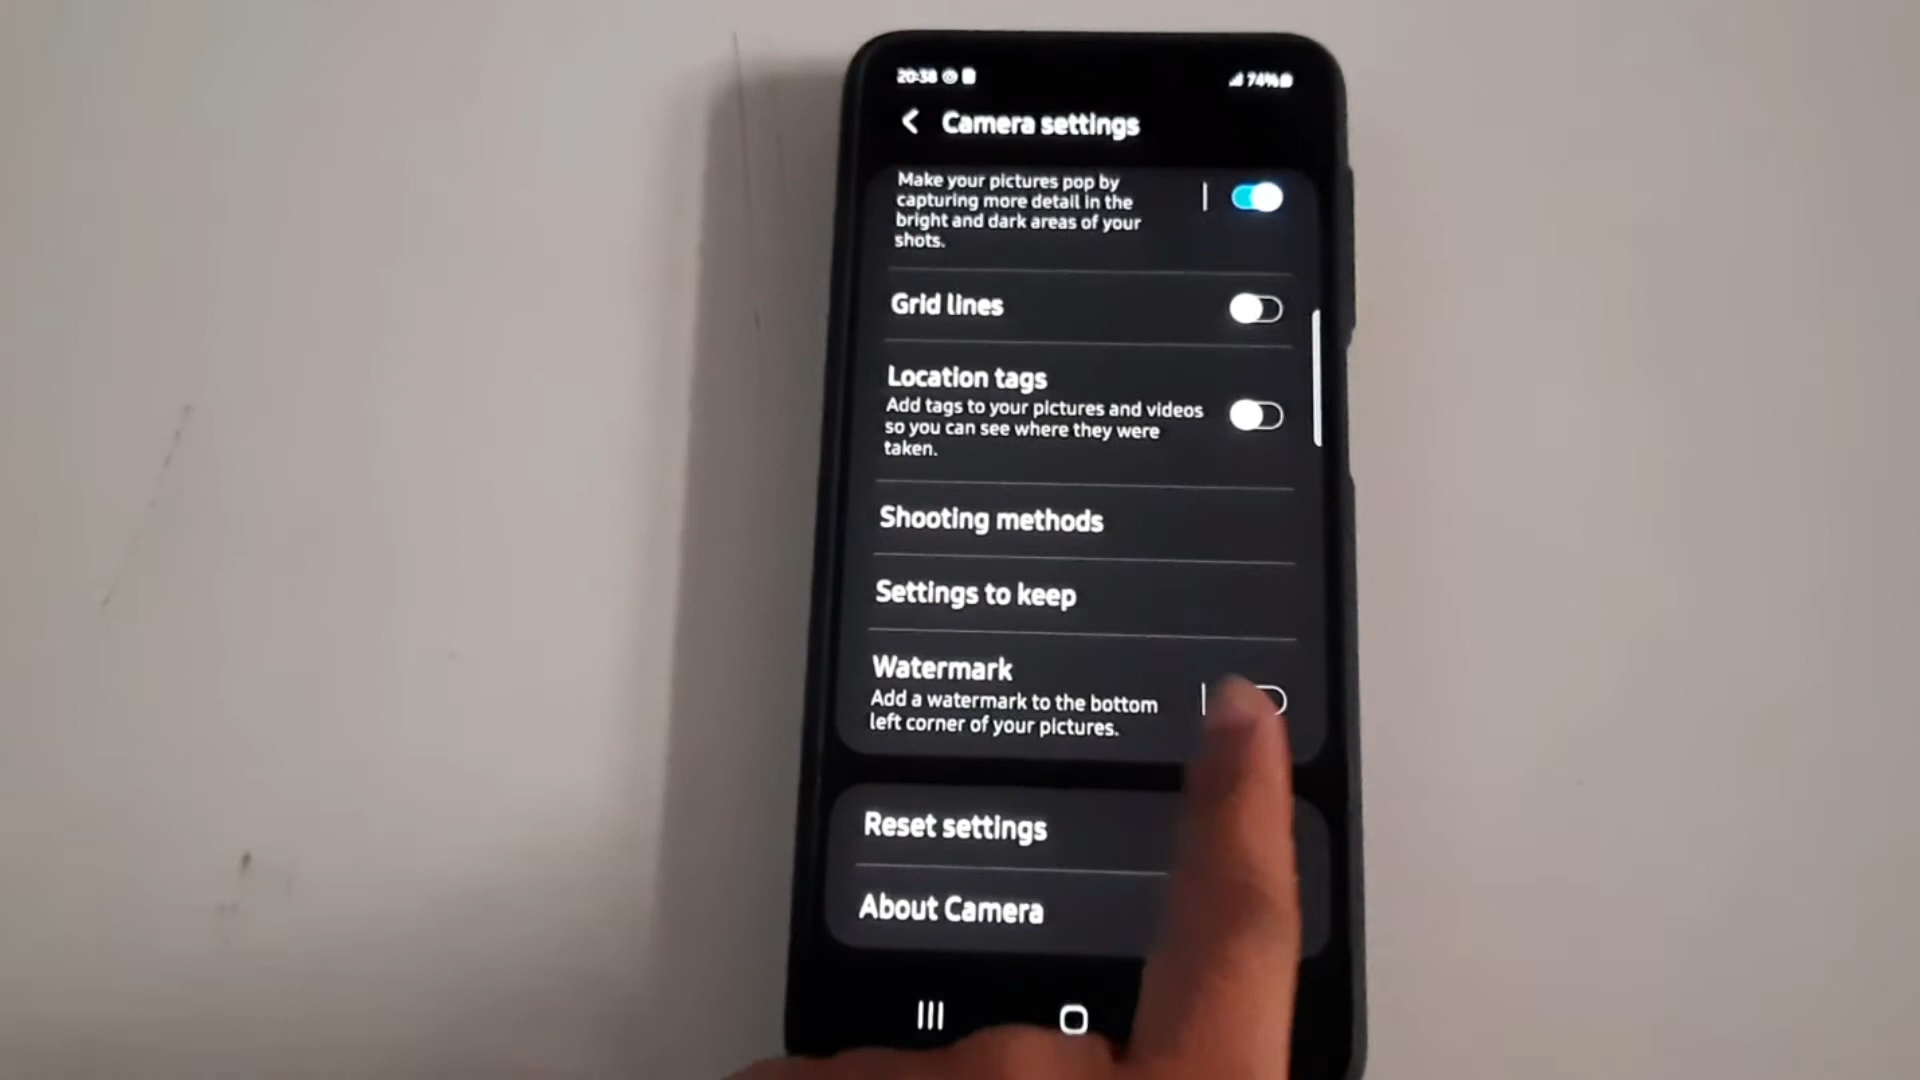 20:38
74%
Camera settings
Make your pictures pop by
capturing more detail in the
bright and dark areas of your
shots.
Grid lines
Location tags
Add tags to your pictures and videos
so you can see where they were
taken.
Shooting methods
Settings to keep
Watermark
Add a watermark to the bottom
left corner of your pictures.
Reset settings
About Camera